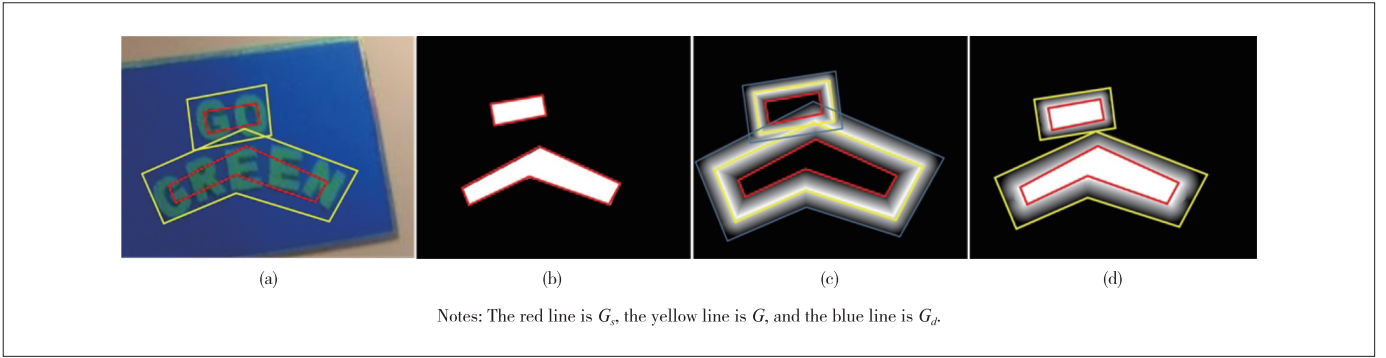 GO
GREEN
(a) (b) (c) (d)
Notes: The red line is Gs, the yellow line is G, and the blue line is Gd.